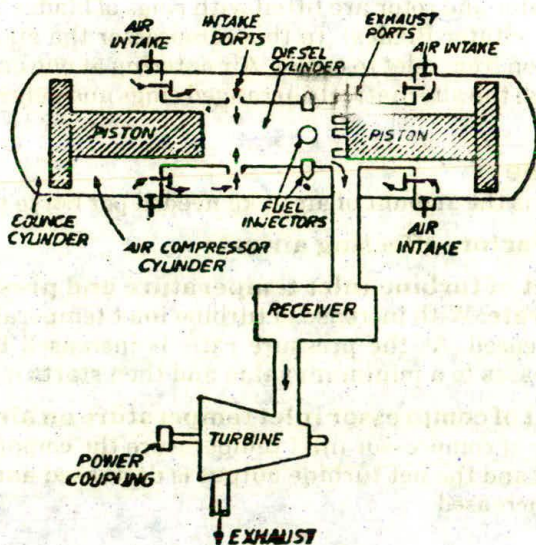 AIR INTAKE
INTAKE PORTS
DIESEL CYLINDER
EXHAUST PORTS
AIR INTAKE
PISTON
PISTON
BOUNCE CYLINDER
AIR COMPRESSOR CYLINDER
FUEL INJECTORS
AIR INTAKE
RECEIVER
TURBINE
POWER COUPLING
EXHAUST